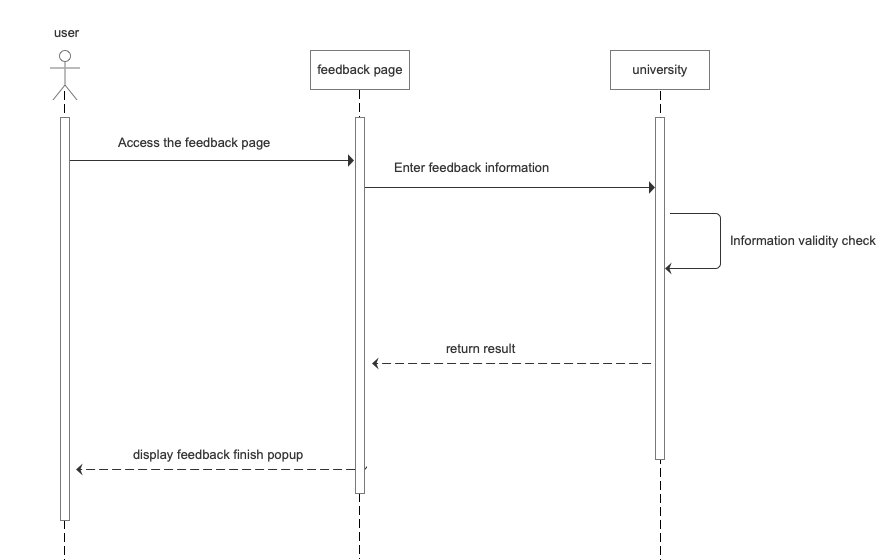 user
feedback page
university
Access the feedback page
Enter feedback information
Information validity check
return result
display feedback finish popup